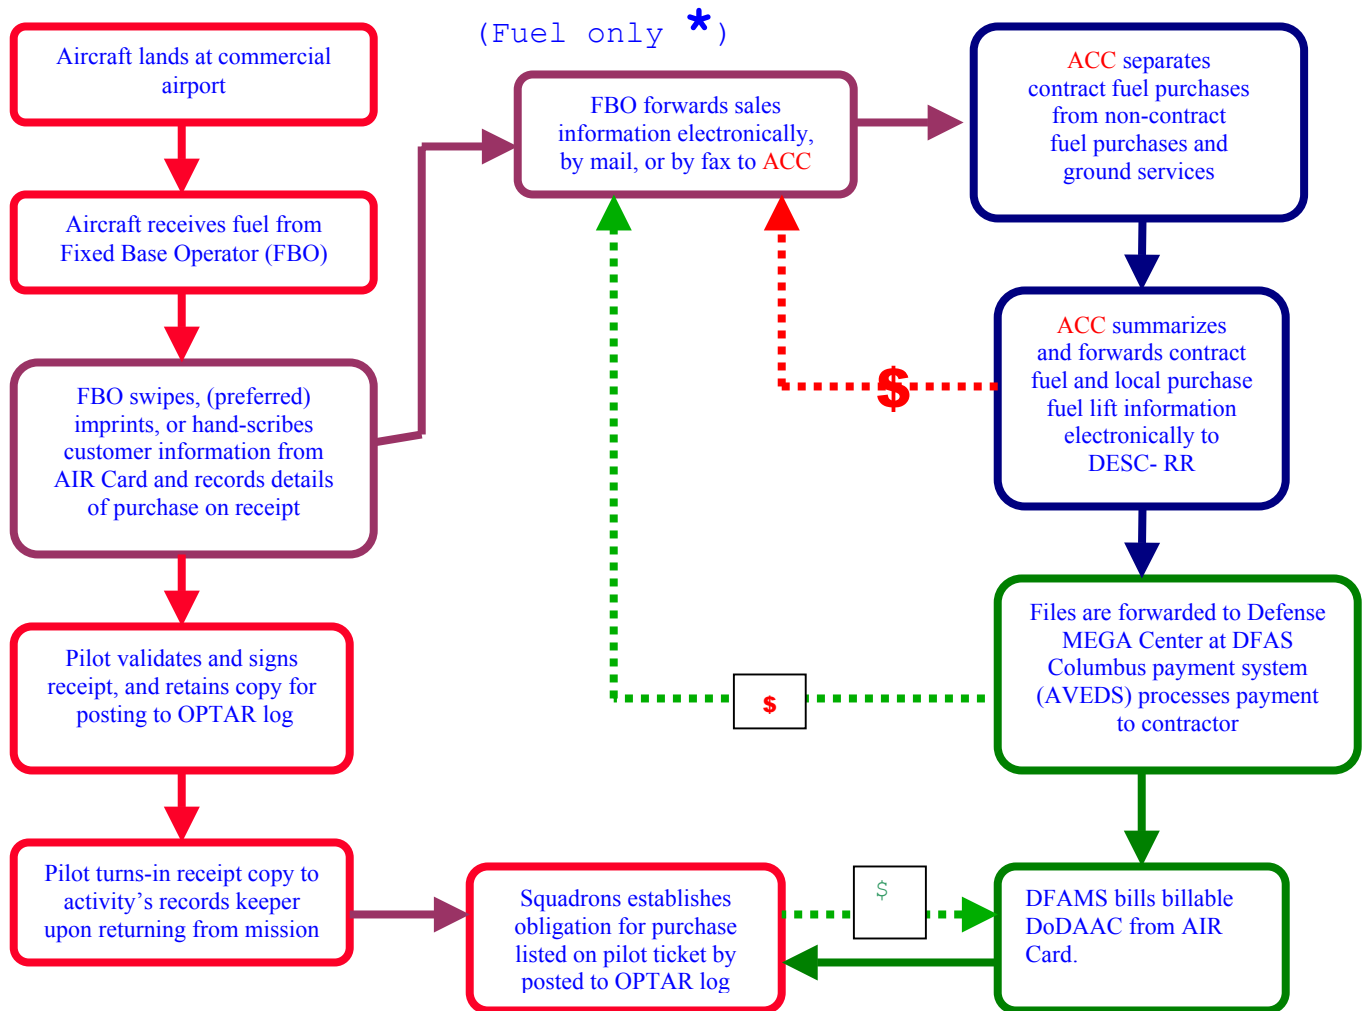 (Fuel only *)
Aircraft lands at commercial
airport
Aircraft receives fuel from
Fixed Base Operator (FBO)
FBO swipes, (preferred)
imprints, or hand-scribes
customer information from
AIR Card and records details
of purchase on receipt
Pilot validates and signs
receipt, and retains copy for
posting to OPTAR log
Pilot turns-in receipt copy to
activity's records keeper
upon returning from mission
FBO forwards sales
information electronically,
by mail, or by fax to ACC
ACC separates
contract fuel purchases
from non-contract
fuel purchases and
ground services
ACC summarizes
and forwards contract
fuel and local purchase
fuel lift information
electronically to
DESC- RR
$
Files are forwarded to Defense
MEGA Center at DFAS
Columbus payment system
(AVEDS) processes payment
to contractor
$
Squadrons establishes
obligation for purchase
listed on pilot ticket by
posted to OPTAR log
$
DFAMS bills billable
DoDAAC from AIR
Card.